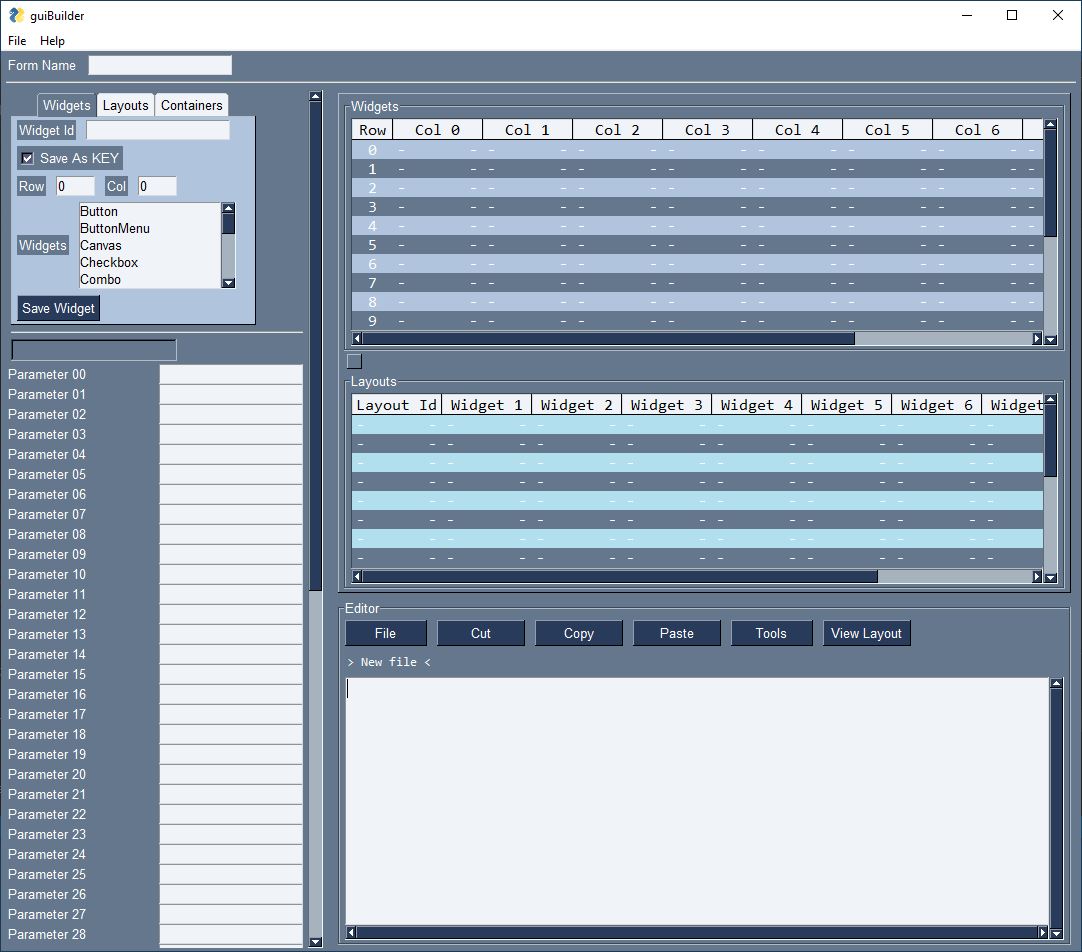 guiBuilder
File Help
Form Name
Widgets Layouts Containers
Widget Id
Save As KEY
Row 0 Col 0
Widgets
Button
ButtonMenu
Canvas
Checkbox
Combo
Save Widget
Parameter 00
Parameter 01
Parameter 02
Parameter 03
Parameter 04
Parameter 05
Parameter 06
Parameter 07
Parameter 08
Parameter 09
Parameter 10
Parameter 11
Parameter 12
Parameter 13
Parameter 14
Parameter 15
Parameter 16
Parameter 17
Parameter 18
Parameter 19
Parameter 20
Parameter 21
Parameter 22
Parameter 23
Parameter 24
Parameter 25
Parameter 26
Parameter 27
Parameter 28
Widgets
Row Col 0 Col 1 Col 2 Col 3 Col 4 Col 5 Col 6
0 - - - - - - - - - - - - - - -
1 - - - - - - - - - - - - - - -
2 - - - - - - - - - - - - - - -
3 - - - - - - - - - - - - - - -
4 - - - - - - - - - - - - - - -
5 - - - - - - - - - - - - - - -
6 - - - - - - - - - - - - - - -
7 - - - - - - - - - - - - - - -
8 - - - - - - - - - - - - - - -
9 - - - - - - - - - - - - - - -
Layouts
Layout Id Widget 1 Widget 2 Widget 3 Widget 4 Widget 5 Widget 6 Widget
- - - - - - - - - - - - - - -
- - - - - - - - - - - - - - -
- - - - - - - - - - - - - - -
- - - - - - - - - - - - - - -
- - - - - - - - - - - - - - -
- - - - - - - - - - - - - - -
- - - - - - - - - - - - - - -
- - - - - - - - - - - - - - -
Editor
File Cut Copy Paste Tools View Layout
> New file <